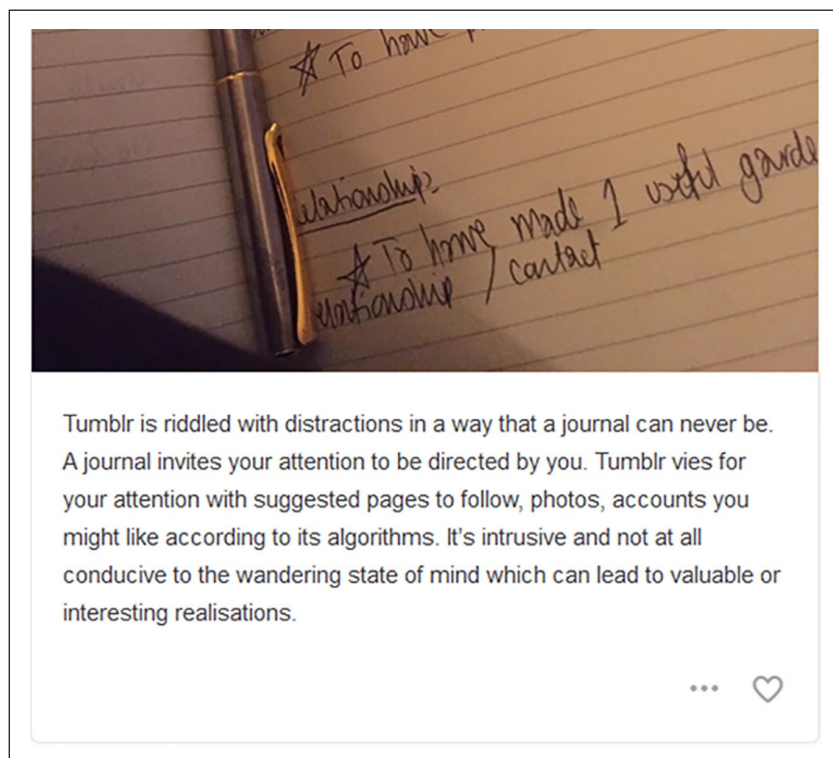 ☆ To have
Relationships
☆ To have made 1 useful garde
relationship / contact
Tumblr is riddled with distractions in a way that a journal can never be.
A journal invites your attention to be directed by you. Tumblr vies for
your attention with suggested pages to follow, photos, accounts you
might like according to its algorithms. It’s intrusive and not at all
conducive to the wandering state of mind which can lead to valuable or
interesting realisations.